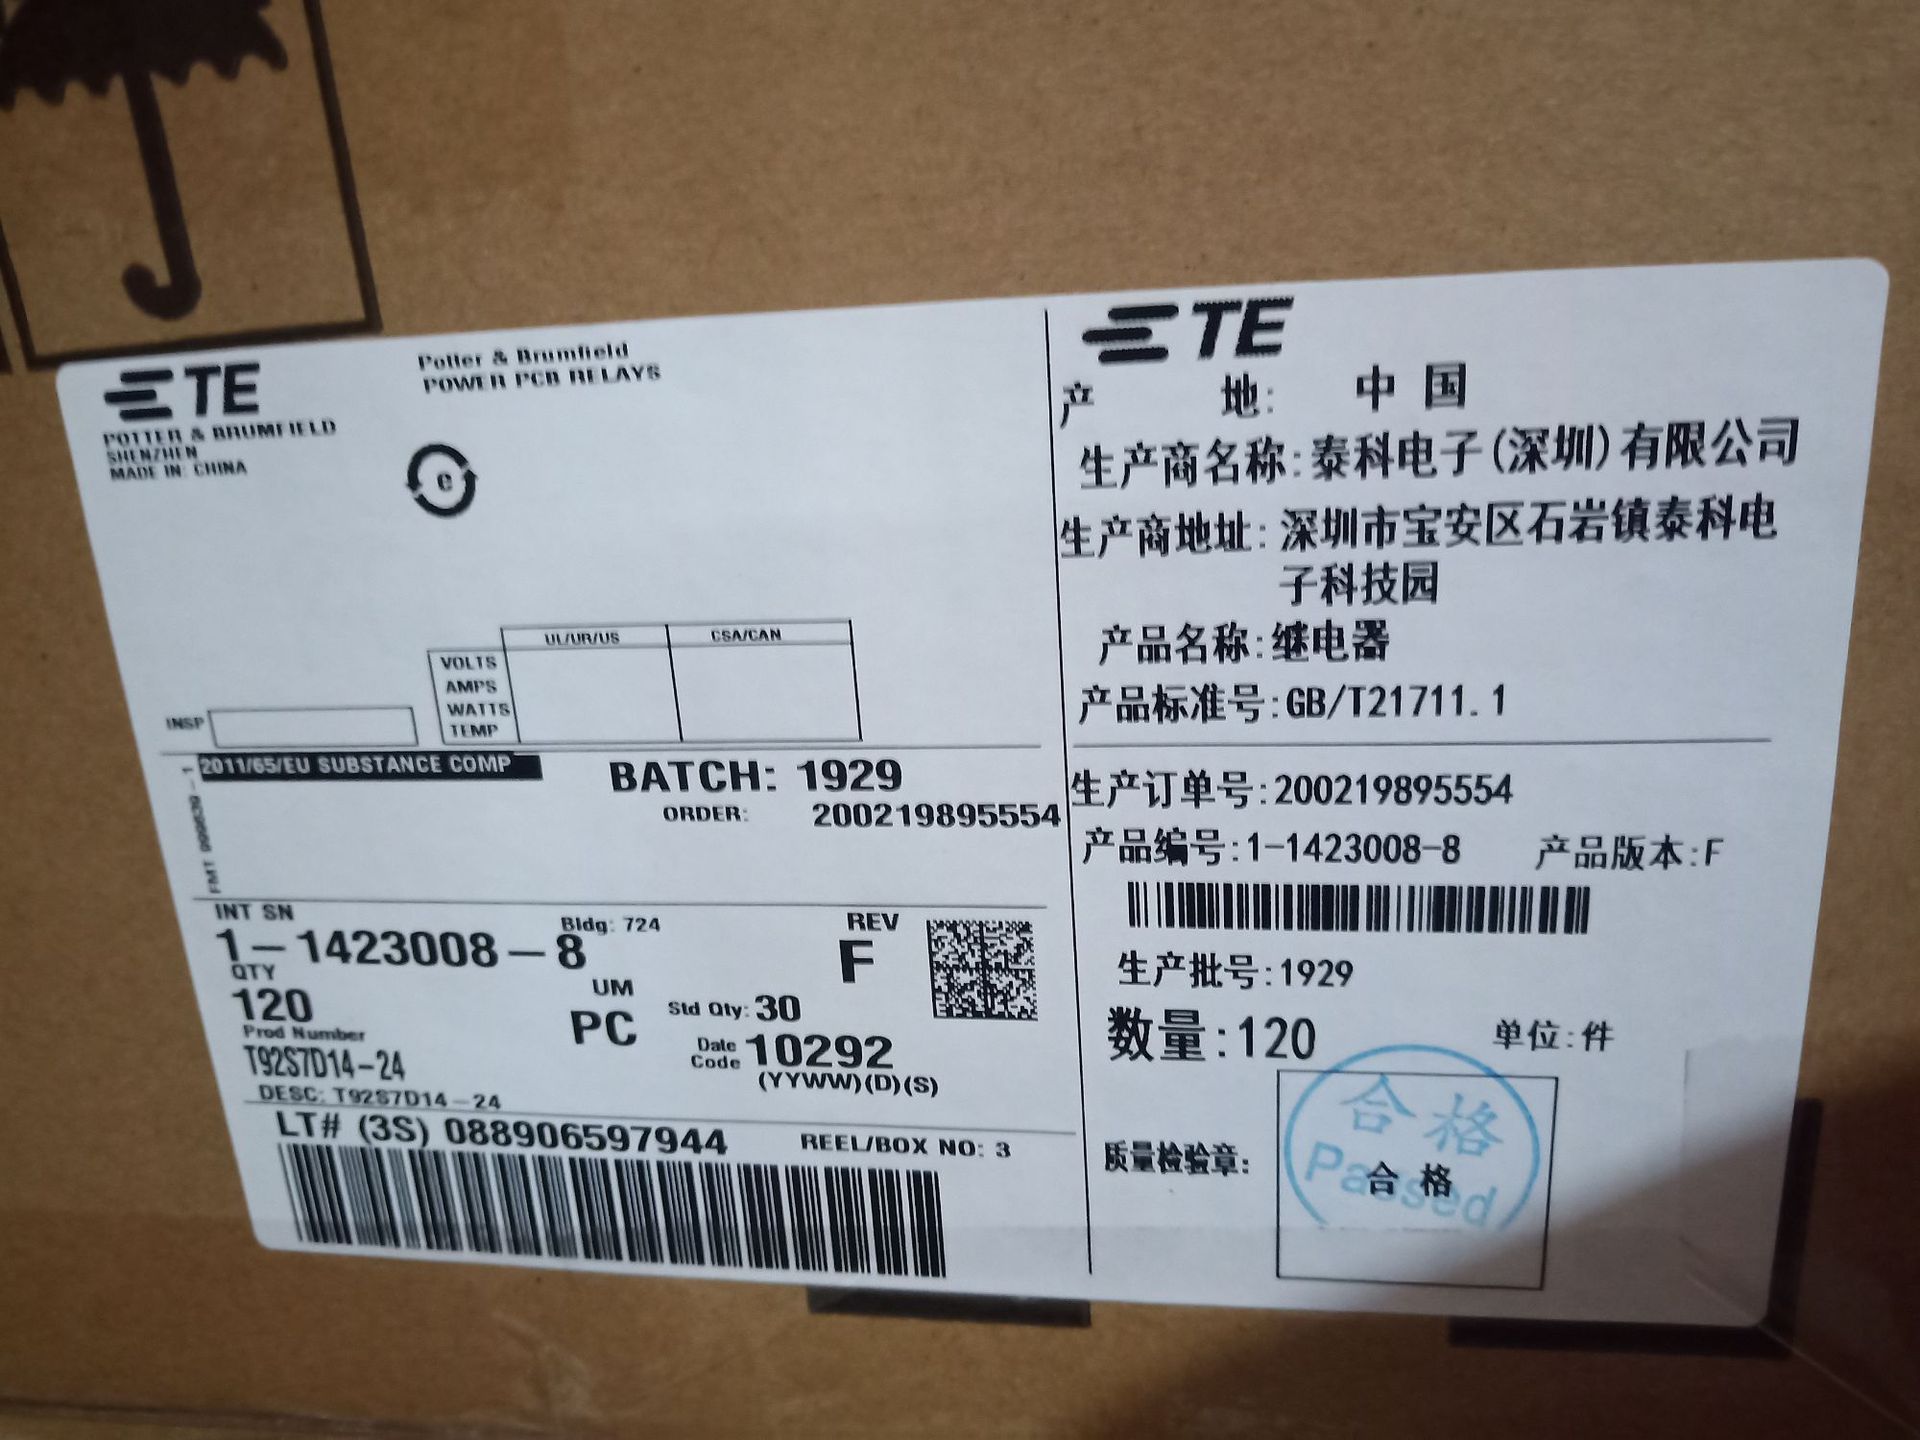 TE
POTTER & BRUMFIELD
SHENZHEN
MADE IN: CHINA
Potter & Brumfield
POWER PCB RELAYS
e
UL/UR/US CSA/CAN
VOLTS
AMPS
WATTS
TEMP
INSP
2011/65/EU SUBSTANCE COMP
BATCH: 1929
ORDER: 200219895554
INT SN
Bldg: 724
REV
1-1423008-8
F
QTY
UM
120
PC
Std Qty: 30
Prod Number
Date Code 10292
T92S7D14-24
(YYWW)(D)(S)
DESC: T92S7D14-24
LT# (3S) 088906597944
REEL/BOX NO: 3
TE
产 地: 中国
生产商名称:泰科电子(深圳)有限公司
生产商地址:深圳市宝安区石岩镇泰科电
子科技园
产品名称:继电器
产品标准号:GB/T21711.1
生产订单号:200219895554
产品编号:1-1423008-8 产品版本:F
生产批号:1929
数量:120 单位:件
质量检验章:
合格
Passed
合格